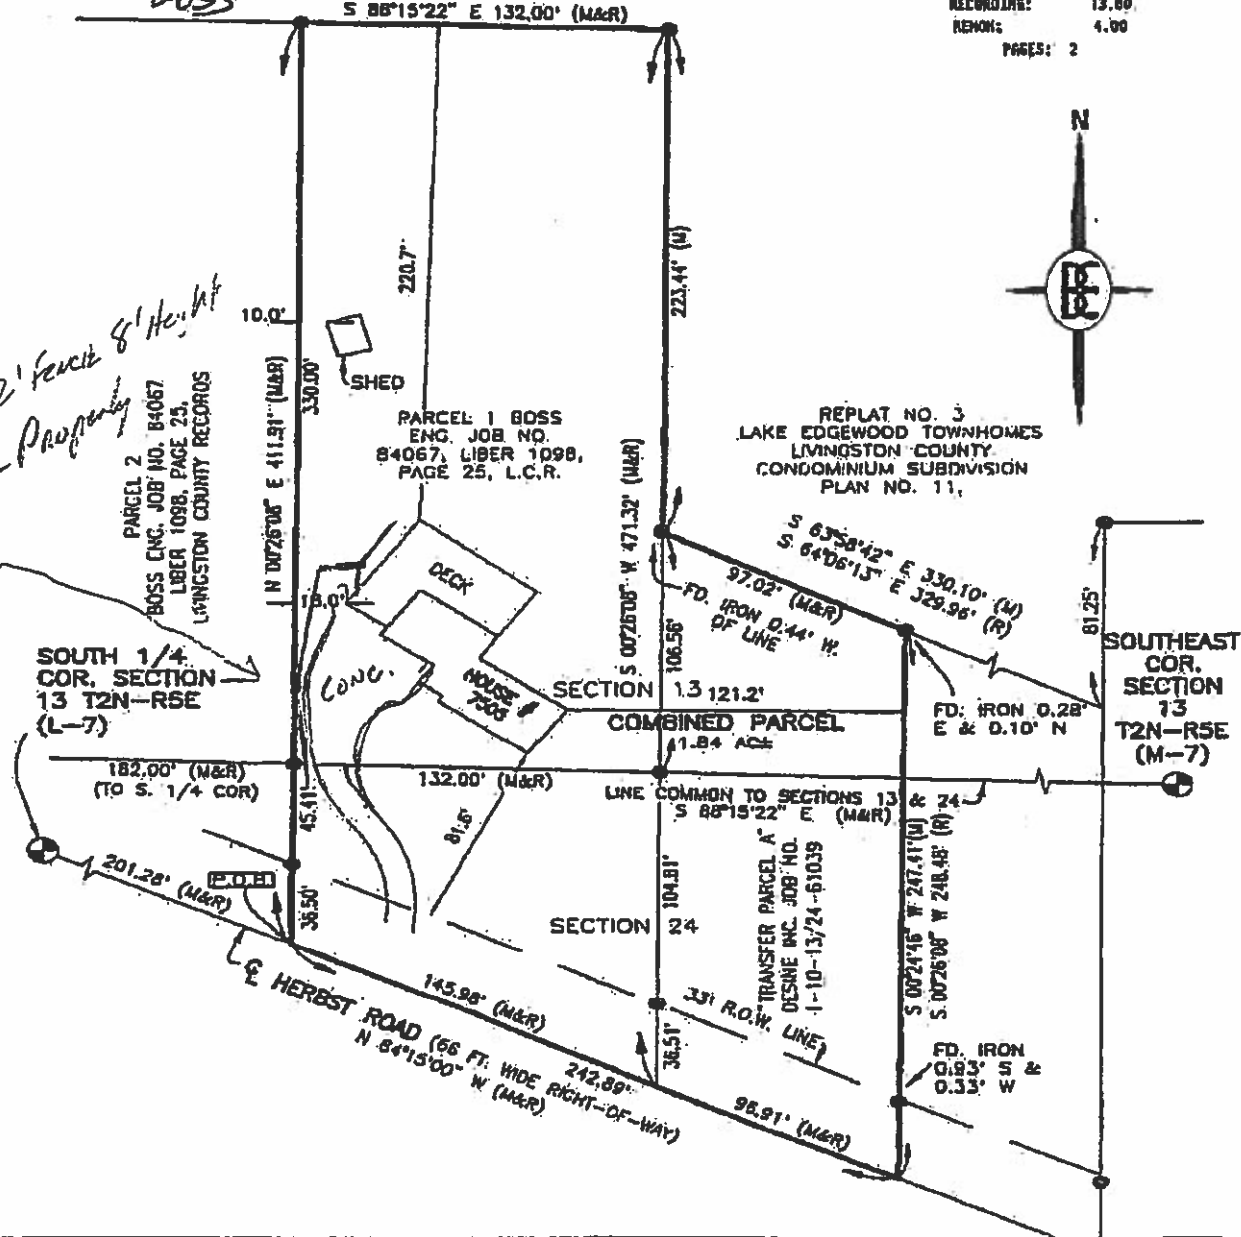 S 88°15'22" E 132.00' (M&R)
RECORDING: 13.00
REMON: 4.00
PAGES: 2
N
220.7'
223.44' (M)
2' Fence 8' Height
Property
10.0'
330.00'
N 00°26'08" E 411.91' (M&R)
SHED
PARCEL 2
BOSS ENG. JOB NO. 84067
LIBER 1098, PAGE 25,
LIVINGSTON COUNTY RECORDS
PARCEL 1 BOSS
ENG. JOB NO.
84067, LIBER 1098,
PAGE 25, L.C.R.
REPLAT NO. 3
LAKE EDGEWOOD TOWNHOMES
LIVINGSTON COUNTY
CONDOMINIUM SUBDIVISION
PLAN NO. 11,
S 00°26'08" W 471.32' (M&R)
S 63°58'42" E 330.10' (M)
S 64°06'13" E 329.96' (R)
97.02' (M&R)
FD. IRON 0.44' W.
OF LINE
106.56'
81.25'
DECK
CONC.
HOUSE #
7505
SOUTH 1/4
COR. SECTION
13 T2N-R5E
(L-7)
SOUTHEAST
COR.
SECTION
13
T2N-R5E
(M-7)
SECTION 13
121.2'
COMBINED PARCEL
1.84 AC±
FD. IRON 0.28'
E & 0.10' N
182.00' (M&R)
(TO S. 1/4 COR)
132.00' (M&R)
LINE COMMON TO SECTIONS 13 & 24
S 88°15'22" E (M&R)
45.41'
81.6'
104.81'
"TRANSFER PARCEL A"
DESINE INC. JOB NO.
1-10-13/24-61039
S 00°24'46" W 247.41' (M)
S 00°26'08" W 248.48' (R)
201.28' (M&R)
P.O.B.
36.50'
SECTION 24
℄ HERBST ROAD (66 FT. WIDE RIGHT-OF-WAY)
N 64°15'00" W (M&R)
145.98' (M&R)
242.89'
36.51'
33' R.O.W. LINE
FD. IRON
0.93' S &
0.33' W
96.91' (M&R)